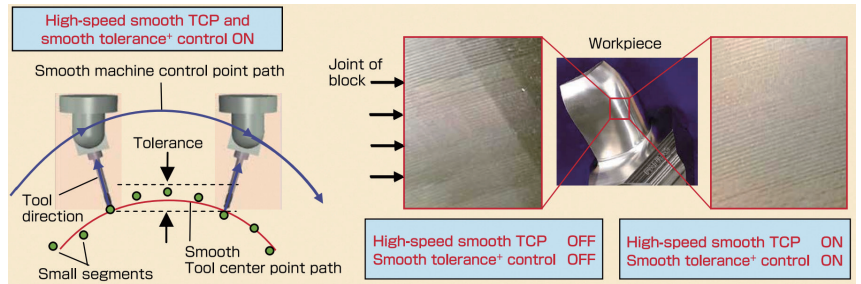 High-speed smooth TCP and
smooth tolerance⁺ control ON
Smooth machine control point path
Tolerance
Tool
direction
Smooth
Tool center point path
Small segments
Joint of
block
Workpiece
High-speed smooth TCP OFF
Smooth tolerance⁺ control OFF
High-speed smooth TCP ON
Smooth tolerance⁺ control ON